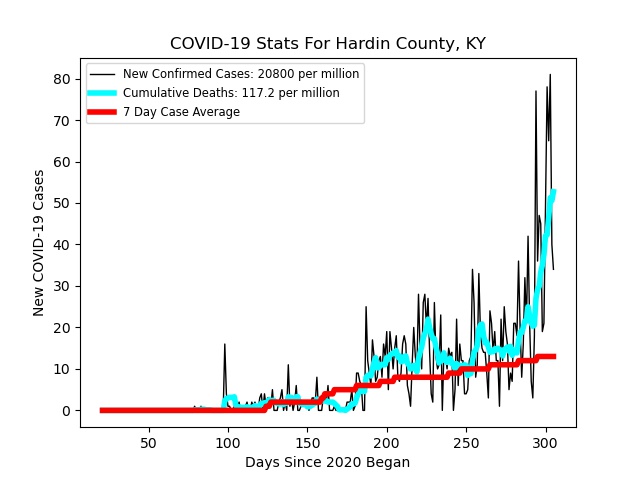 COVID-19 Stats For Hardin County, KY
New Confirmed Cases: 20800 per million
Cumulative Deaths: 117.2 per million
7 Day Case Average
New COVID-19 Cases
80
70
60
50
40
30
20
10
0
50 100 150 200 250 300
Days Since 2020 Began